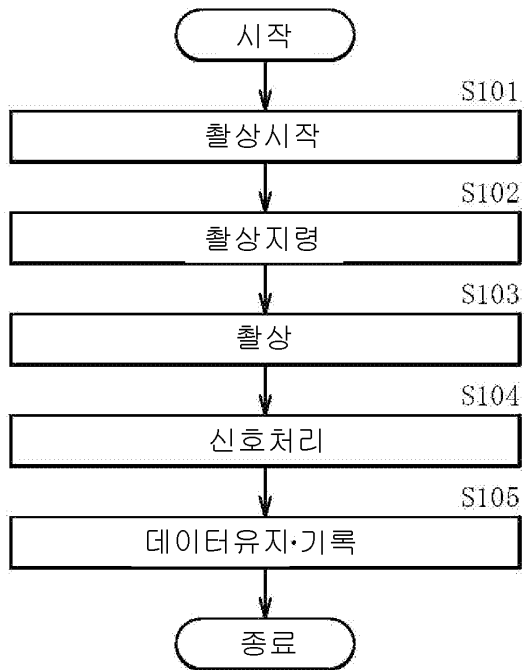 시작
S101
촬상시작
S102
촬상지령
S103
촬상
S104
신호처리
S105
데이터유지·기록
종료